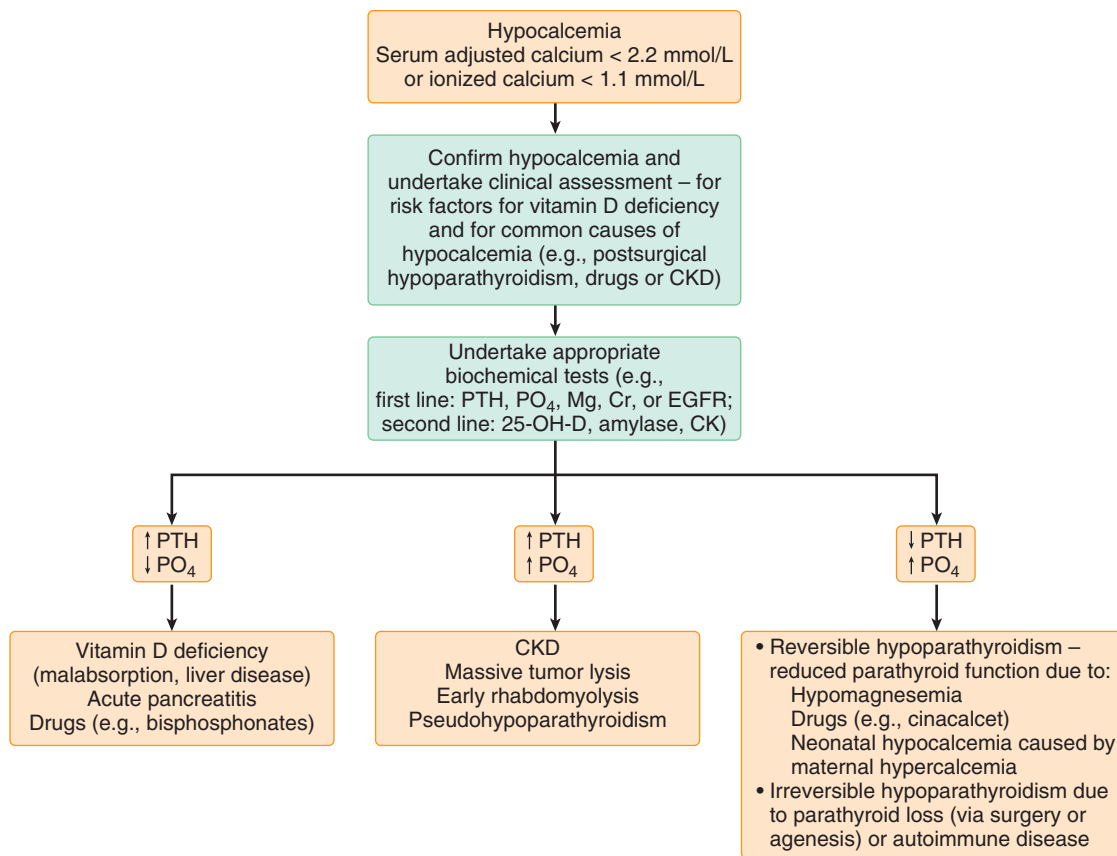 Hypocalcemia
Serum adjusted calcium < 2.2 mmol/L
or ionized calcium < 1.1 mmol/L
Confirm hypocalcemia and
undertake clinical assessment – for
risk factors for vitamin D deficiency
and for common causes of
hypocalcemia (e.g., postsurgical
hypoparathyroidism, drugs or CKD)
Undertake appropriate
biochemical tests (e.g.,
first line: PTH, PO₄, Mg, Cr, or EGFR;
second line: 25-OH-D, amylase, CK)
↑ PTH
↓ PO₄
↑ PTH
↑ PO₄
↓ PTH
↑ PO₄
Vitamin D deficiency
(malabsorption, liver disease)
Acute pancreatitis
Drugs (e.g., bisphosphonates)
CKD
Massive tumor lysis
Early rhabdomyolysis
Pseudohypoparathyroidism
• Reversible hypoparathyroidism –
reduced parathyroid function due to:
Hypomagnesemia
Drugs (e.g., cinacalcet)
Neonatal hypocalcemia caused by
maternal hypercalcemia
• Irreversible hypoparathyroidism due
to parathyroid loss (via surgery or
agenesis) or autoimmune disease